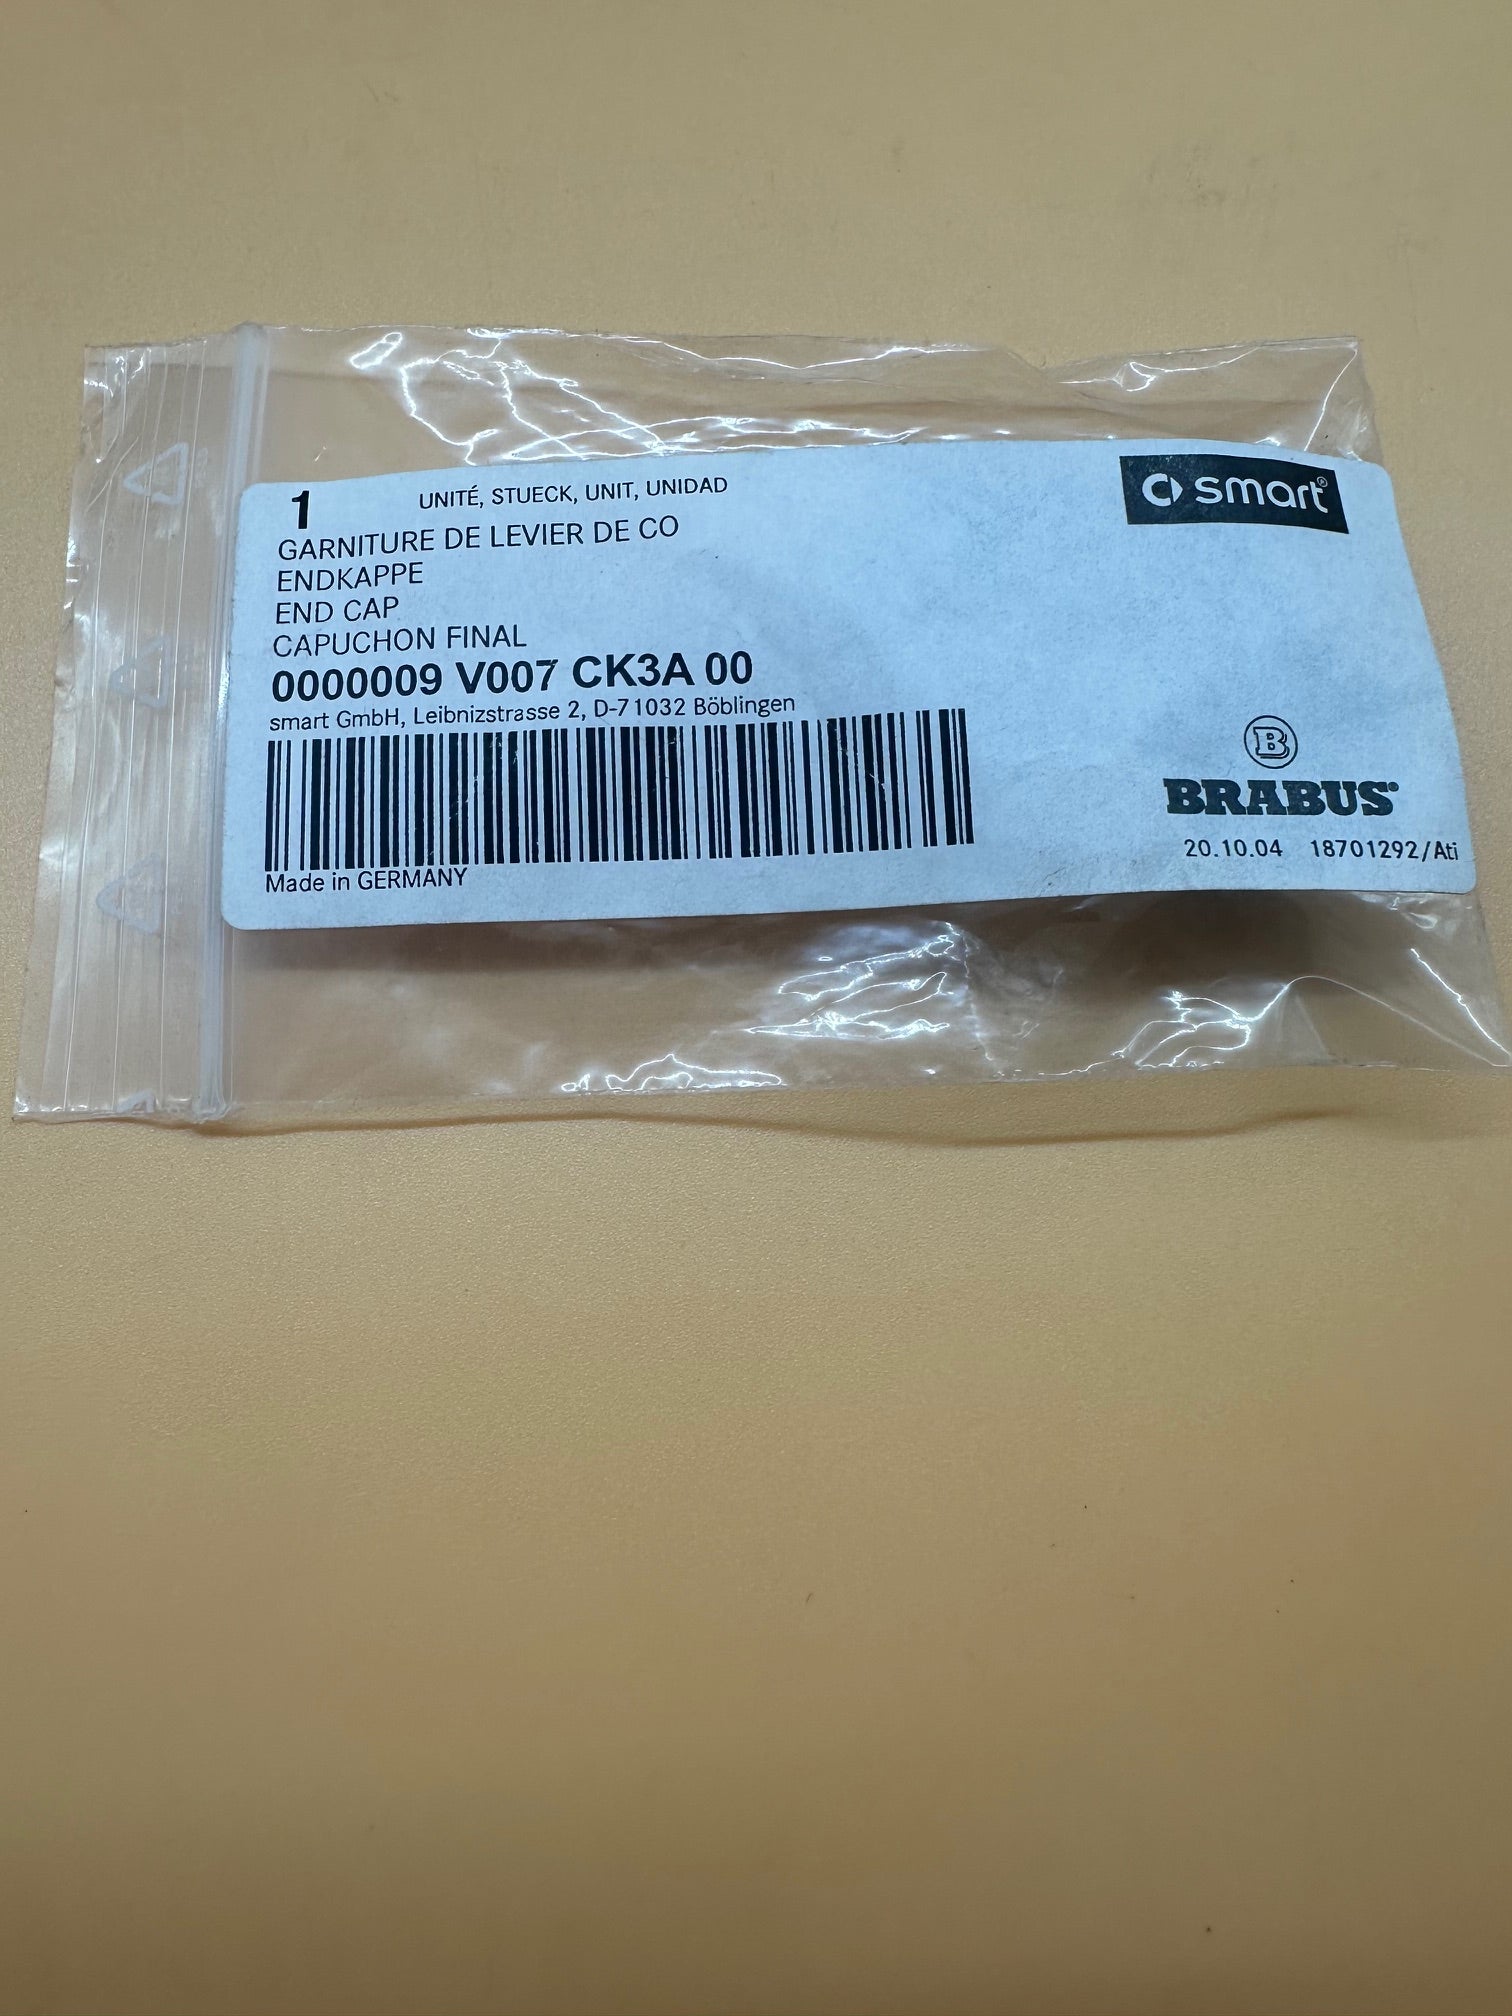 1 UNITÉ, STUECK, UNIT, UNIDAD
smart®
GARNITURE DE LEVIER DE CO
ENDKAPPE
END CAP
CAPUCHON FINAL
0000009 V007 CK3A 00
smart GmbH, Leibnizstrasse 2, D-71032 Böblingen
Made in GERMANY
B
BRABUS®
20.10.04 18701292/Ati